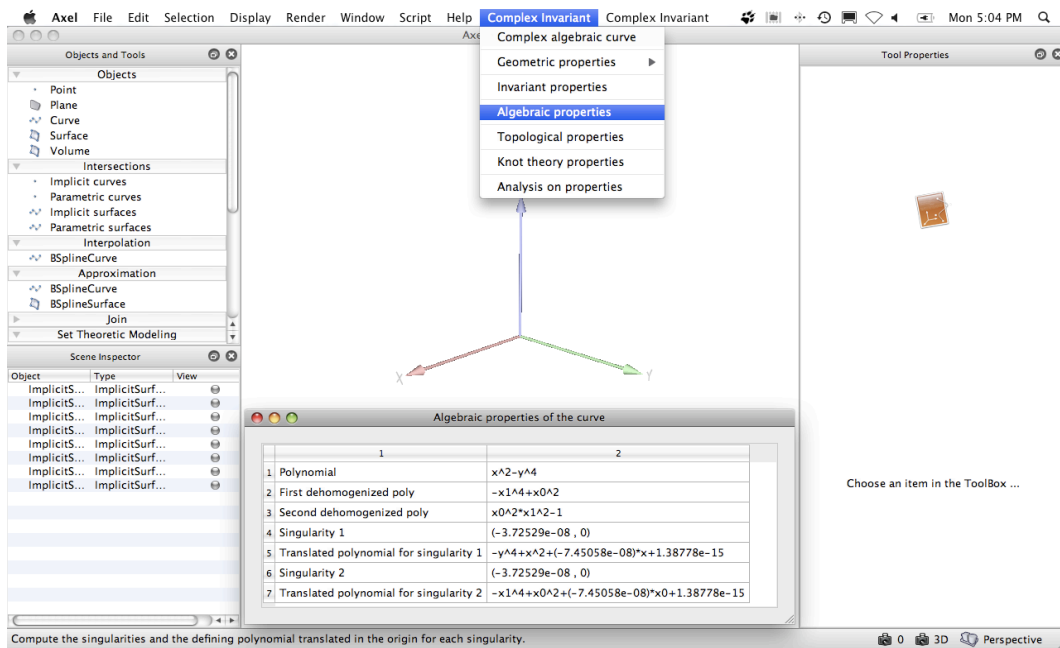 Axel File Edit Selection Display Render Window Script Help Complex Invariant Complex Invariant Mon 5:04 PM
Axe
Complex algebraic curve
Geometric properties
Invariant properties
Algebraic properties
Topological properties
Knot theory properties
Analysis on properties
Objects and Tools
Objects
Point
Plane
Curve
Surface
Volume
Intersections
Implicit curves
Parametric curves
Implicit surfaces
Parametric surfaces
Interpolation
BSplineCurve
Approximation
BSplineCurve
BSplineSurface
Join
Set Theoretic Modeling
Scene Inspector
Object Type View
ImplicitS... ImplicitSurf...
ImplicitS... ImplicitSurf...
ImplicitS... ImplicitSurf...
ImplicitS... ImplicitSurf...
ImplicitS... ImplicitSurf...
ImplicitS... ImplicitSurf...
ImplicitS... ImplicitSurf...
ImplicitS... ImplicitSurf...
X Y
Algebraic properties of the curve
1 2
1 Polynomial x^2-y^4
2 First dehomogenized poly -x1^4+x0^2
3 Second dehomogenized poly x0^2*x1^2-1
4 Singularity 1 (-3.72529e-08 , 0)
5 Translated polynomial for singularity 1 -y^4+x^2+(-7.45058e-08)*x+1.38778e-15
6 Singularity 2 (-3.72529e-08 , 0)
7 Translated polynomial for singularity 2 -x1^4+x0^2+(-7.45058e-08)*x0+1.38778e-15
Tool Properties
Choose an item in the ToolBox ...
Compute the singularities and the defining polynomial translated in the origin for each singularity.
0 3D Perspective